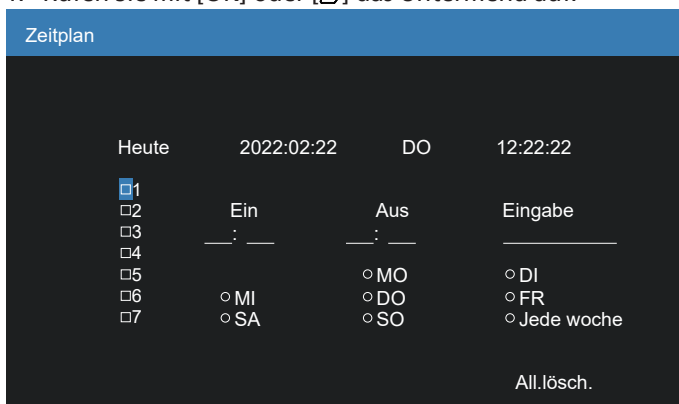 Zeitplan
Heute 2022:02:22 DO 12:22:22
□1
□2 Ein Aus Eingabe
□3 __: __ __: __ ________
□4
□5 ○ MO ○ DI
□6 ○ MI ○ DO ○ FR
□7 ○ SA ○ SO ○ Jede woche
All.lösch.